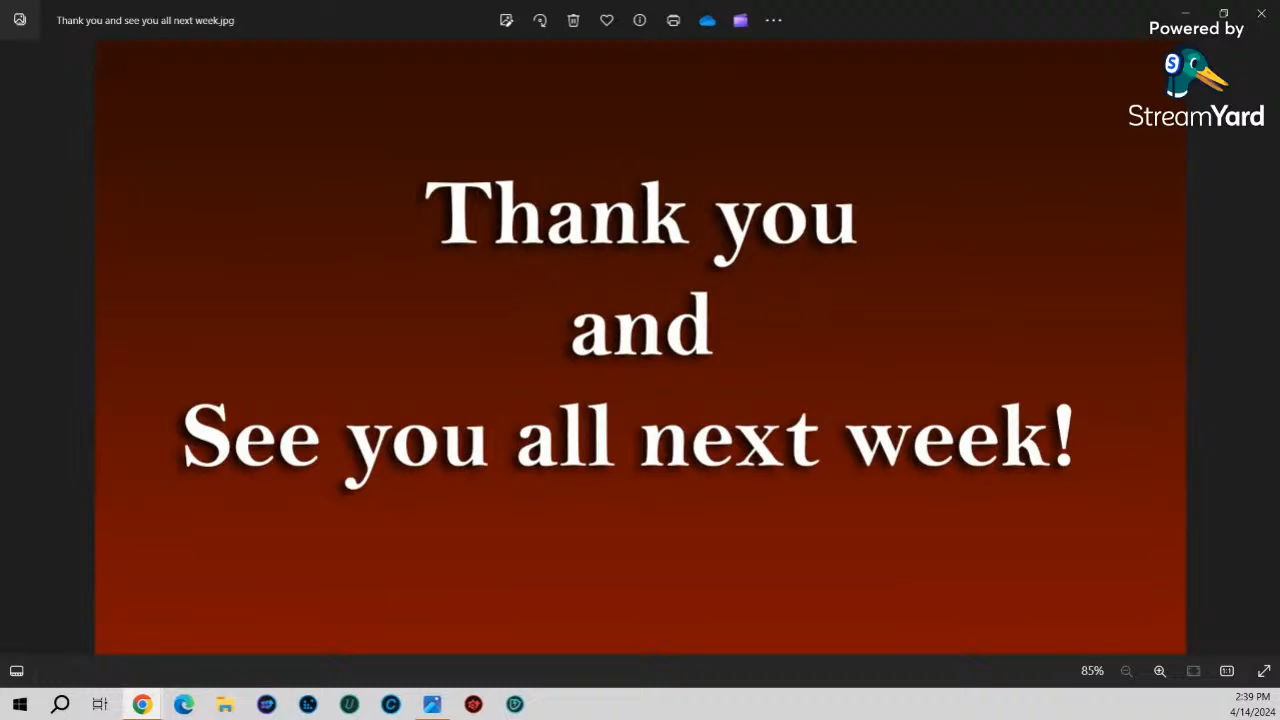 Thank you and see you all next week.jpg
Powered by
StreamYard
Thank you
and
See you all next week!
85%
2:39 PM
4/14/2024